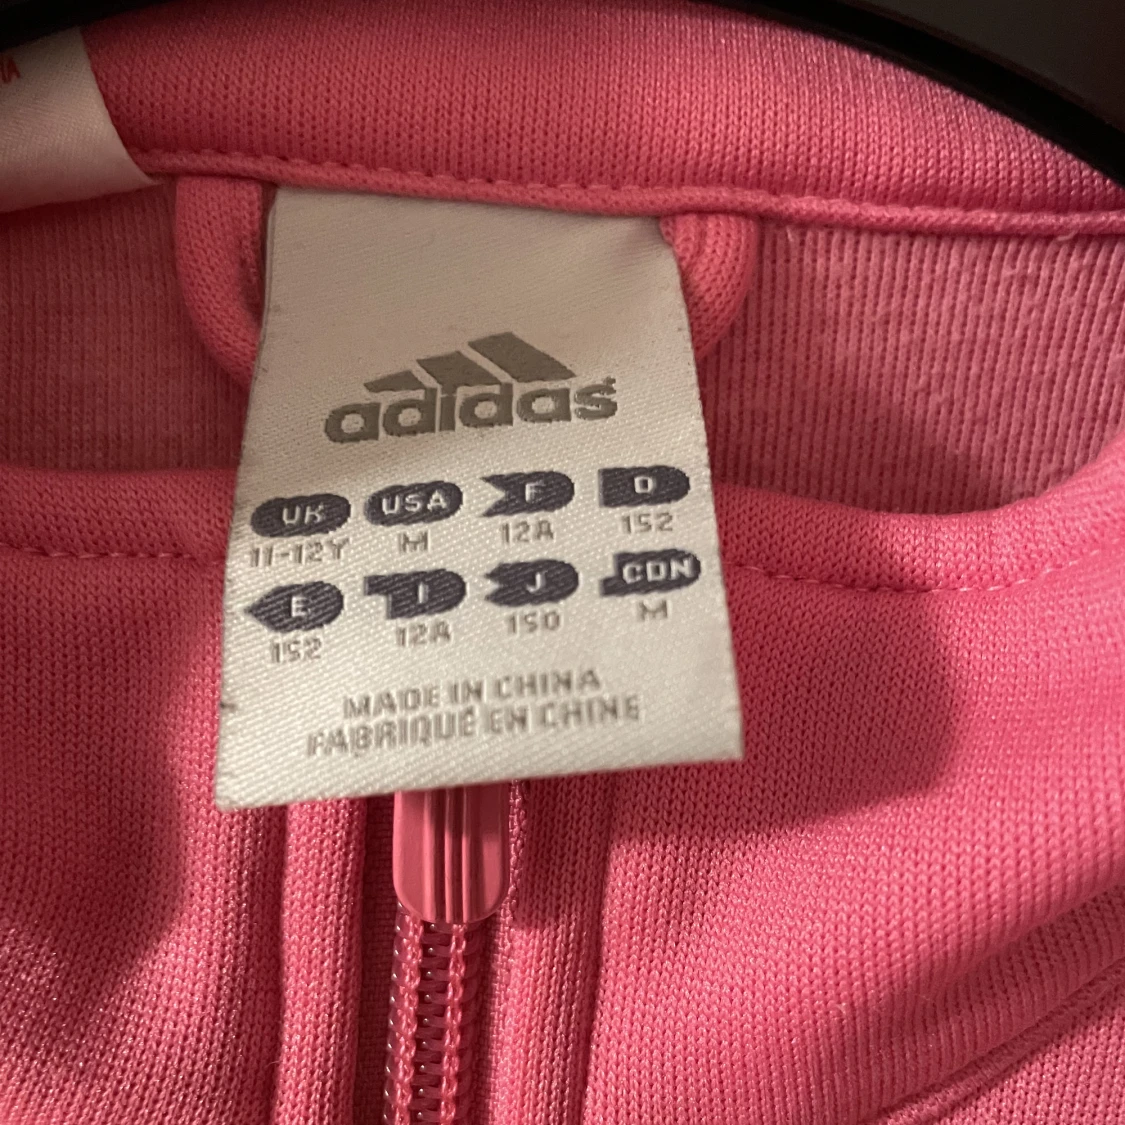 adidas
UK USA F D
11-12Y M 12A 152
E I J CDN
152 12A 150 M
MADE IN CHINA
FABRIQUÉ EN CHINE